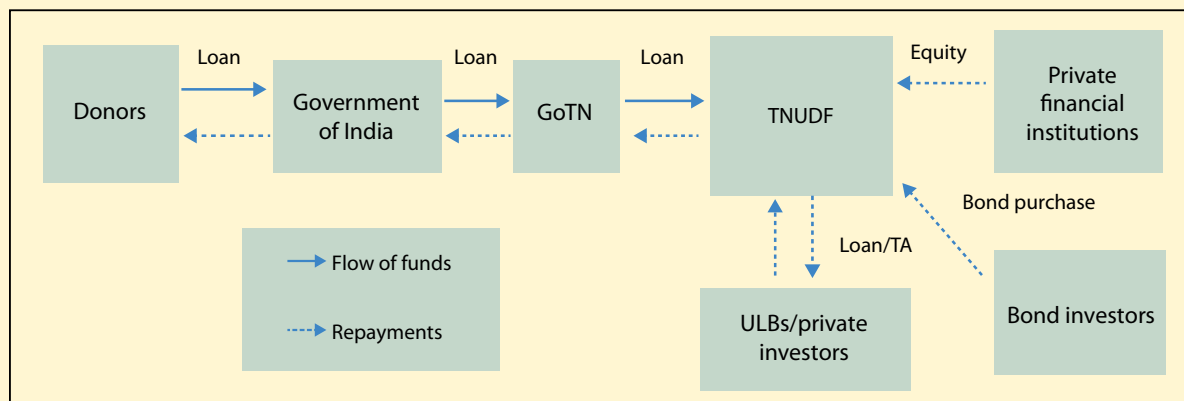 Loan
Loan
Loan
Equity
Donors
Government
of India
GoTN
TNUDF
Private
financial
institutions
Bond purchase
Loan/TA
Flow of funds
Repayments
ULBs/private
investors
Bond investors